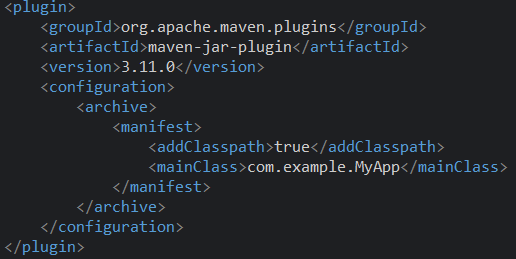 <plugin>
    <groupId>org.apache.maven.plugins</groupId>
    <artifactId>maven-jar-plugin</artifactId>
    <version>3.11.0</version>
    <configuration>
        <archive>
            <manifest>
                <addClasspath>true</addClasspath>
                <mainClass>com.example.MyApp</mainClass>
            </manifest>
        </archive>
    </configuration>
</plugin>